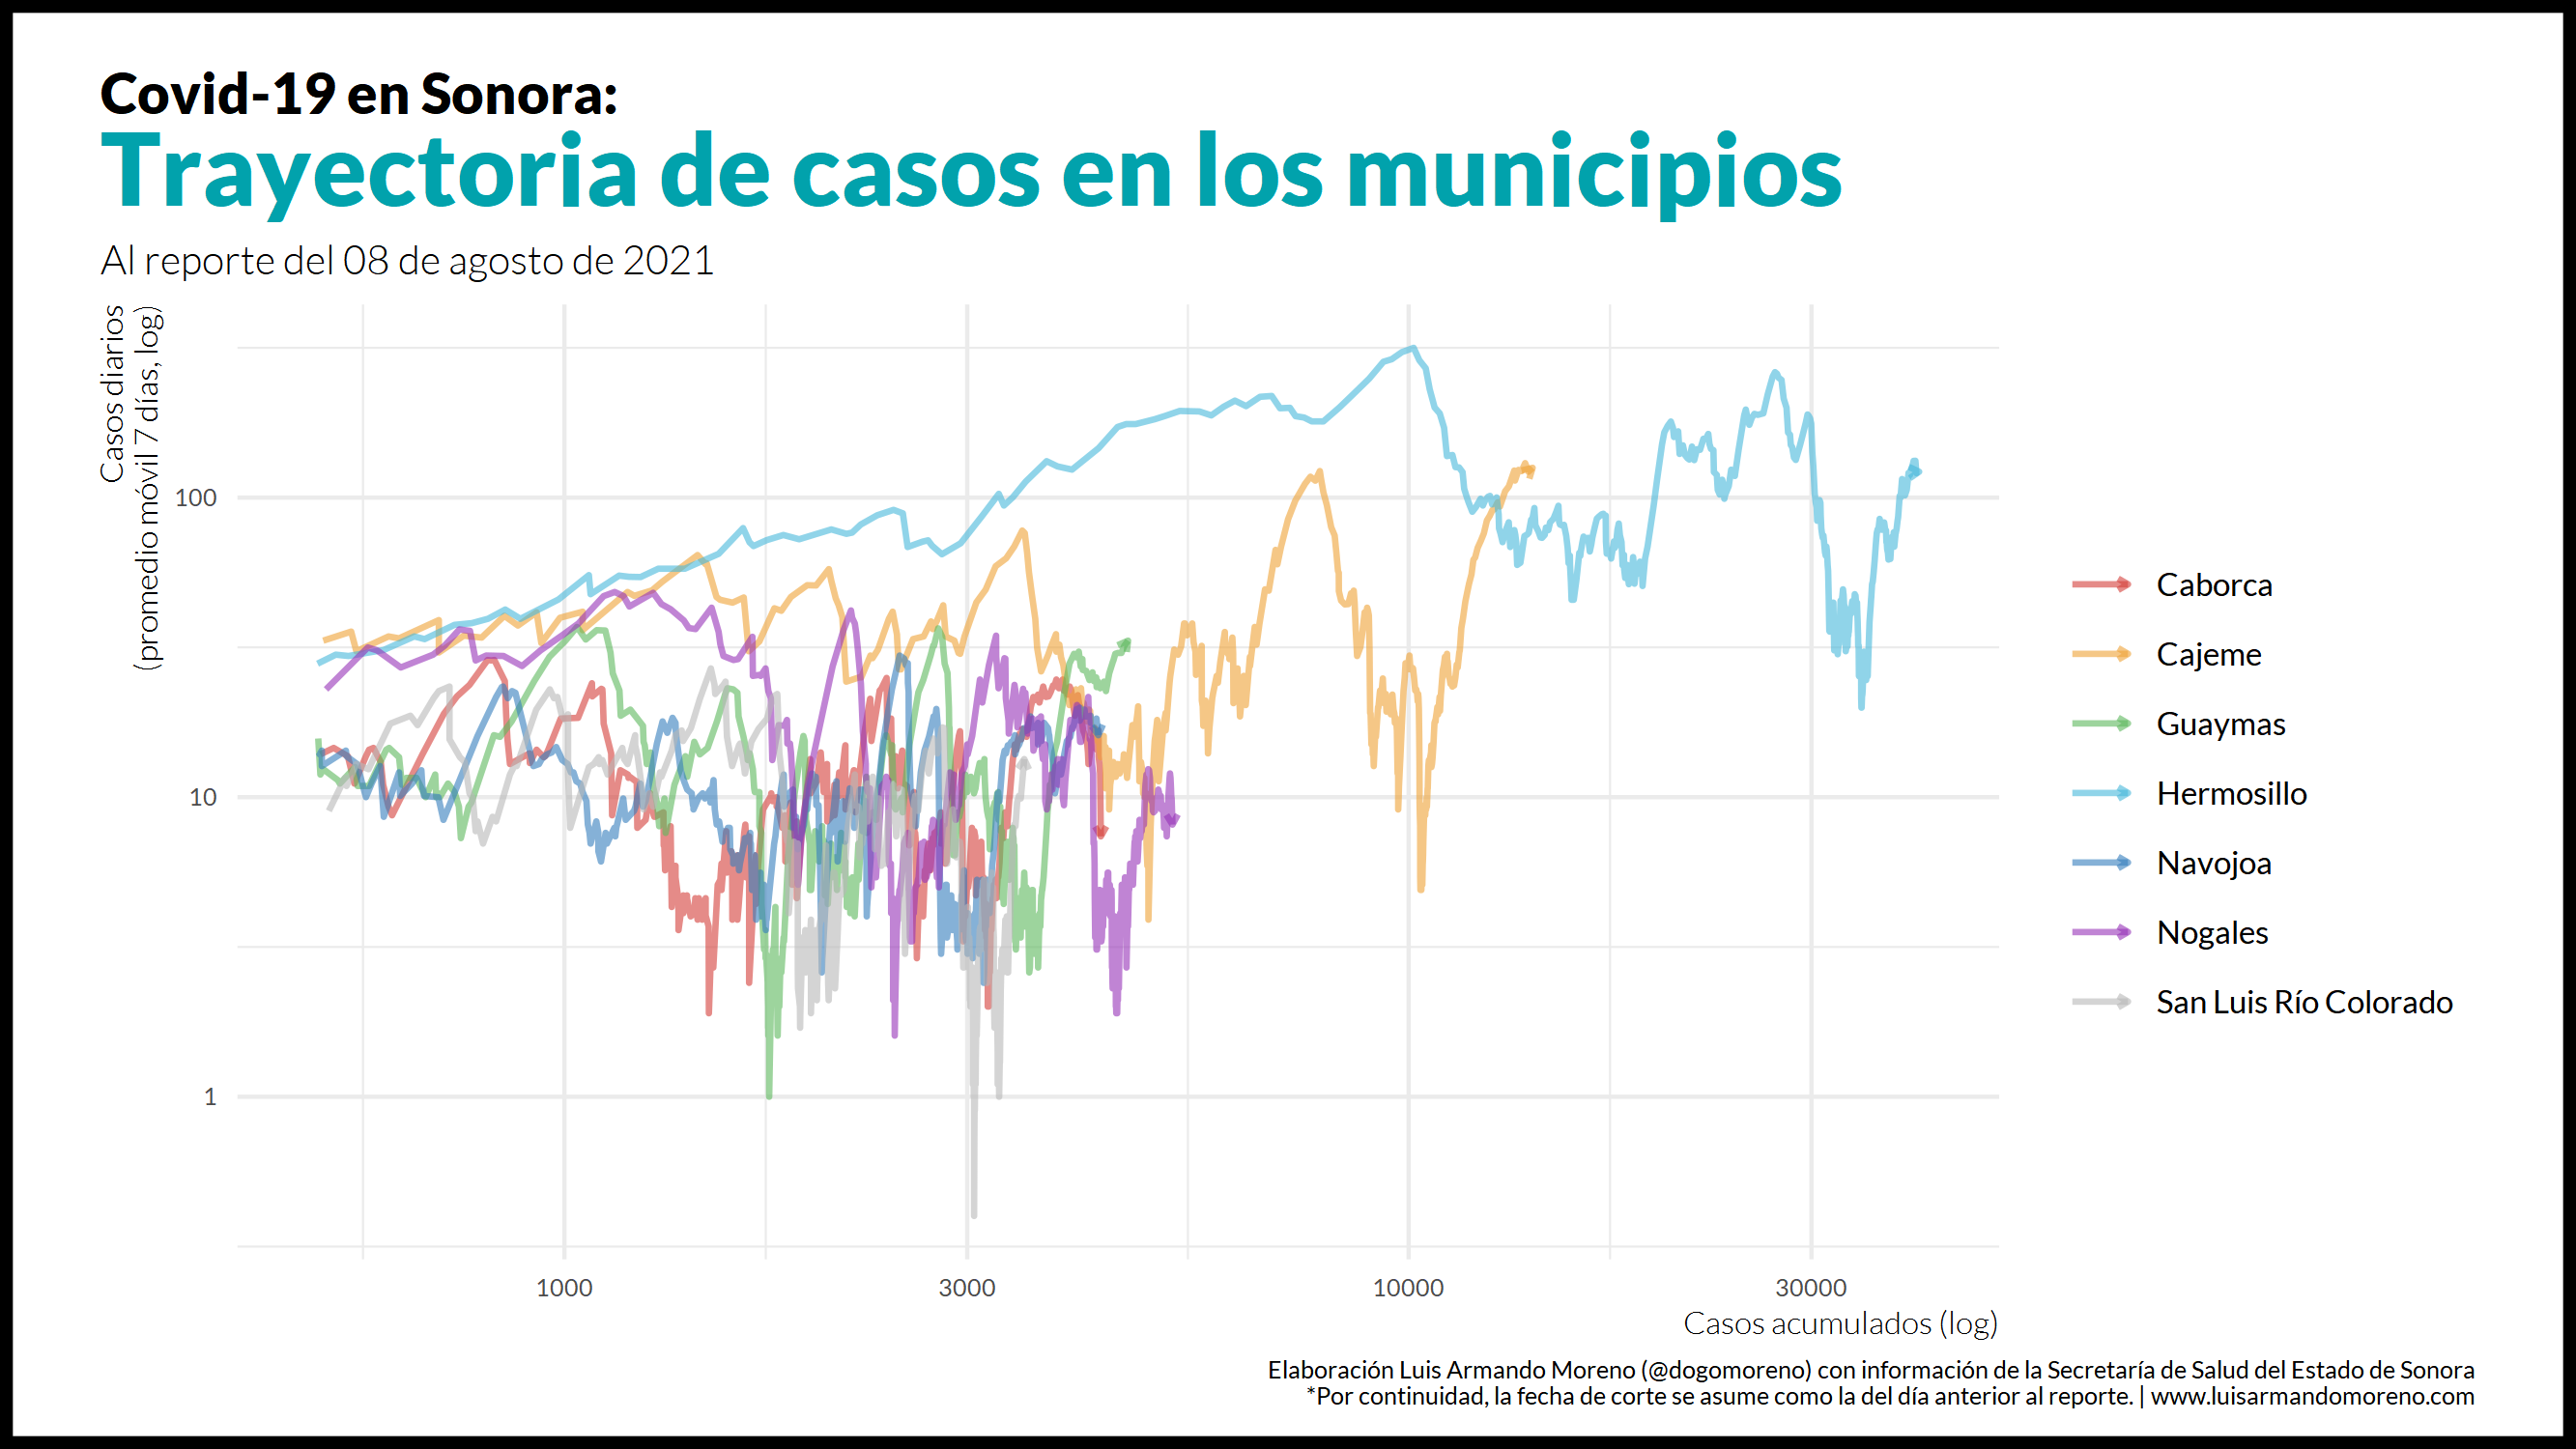 Covid-19 en Sonora:
Trayectoria de casos en los municipios
Al reporte del 08 de agosto de 2021
Casos diarios
(promedio móvil 7 días, log)
100
10
1
1000
3000
10000
30000
Casos acumulados (log)
Caborca
Cajeme
Guaymas
Hermosillo
Navojoa
Nogales
San Luis Río Colorado
Elaboración Luis Armando Moreno (@dogomoreno) con información de la Secretaría de Salud del Estado de Sonora
*Por continuidad, la fecha de corte se asume como la del día anterior al reporte. | www.luisarmandomoreno.com